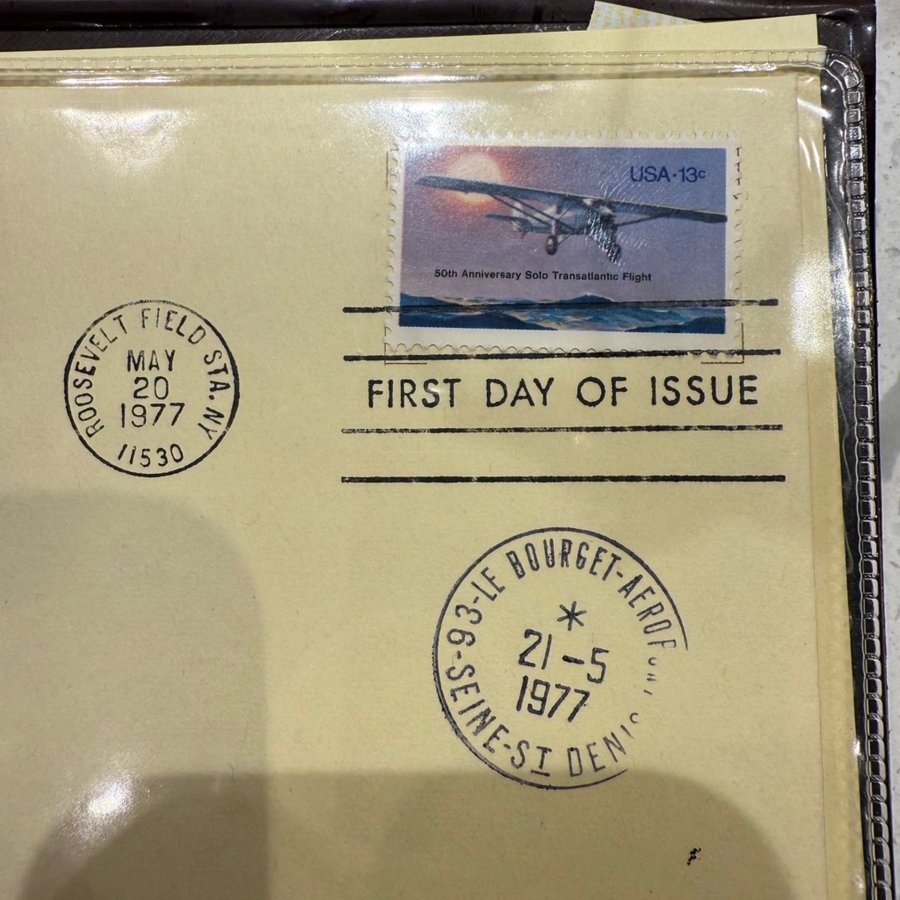 USA · 13c
50th Anniversary Solo Transatlantic Flight
ROOSEVELT FIELD STA. NY
MAY
20
1977
11530
FIRST DAY OF ISSUE
93-LE BOURGET-AEROPORT
*
21-5
1977
SEINE-ST DENIS